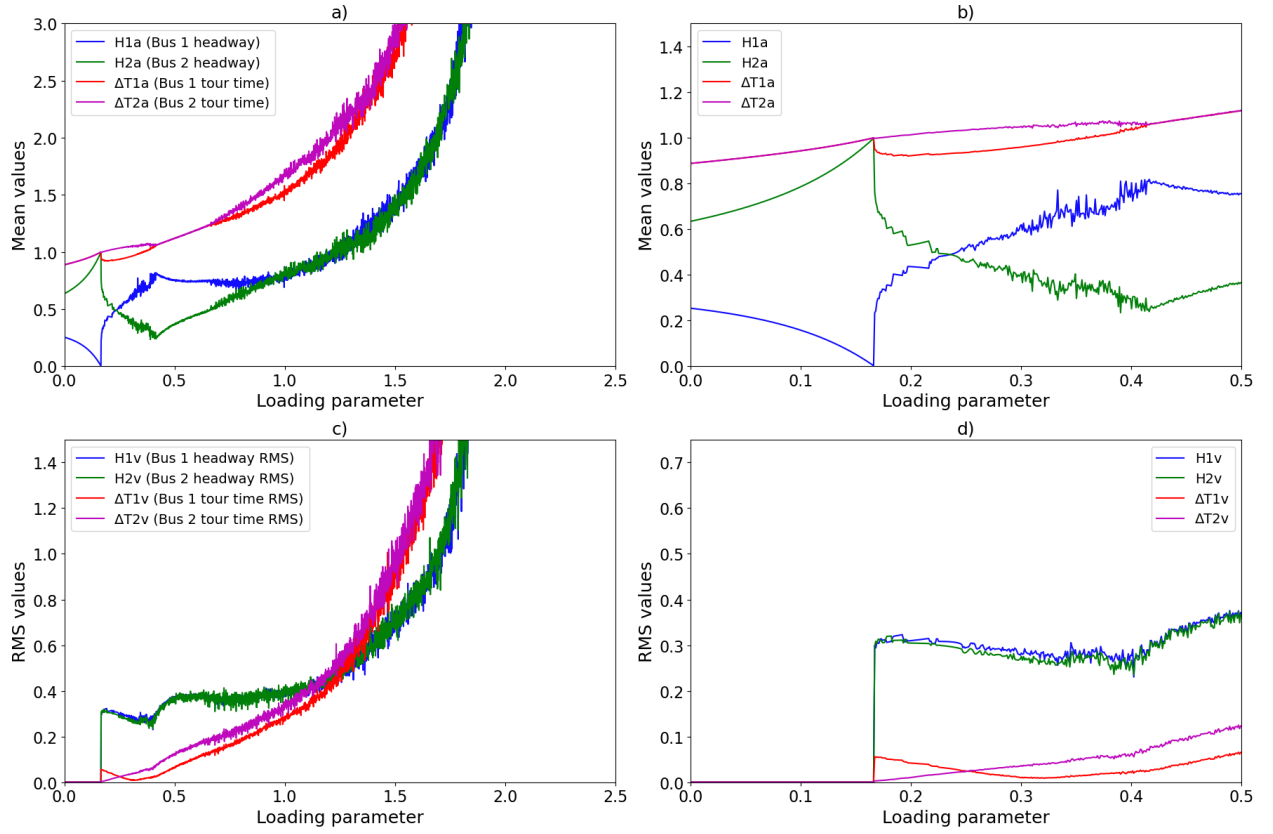 a)
3.0
2.5
2.0
1.5
1.0
0.5
0.0
Mean values
H1a (Bus 1 headway)
H2a (Bus 2 headway)
ΔT1a (Bus 1 tour time)
ΔT2a (Bus 2 tour time)
0.0 0.5 1.0 1.5 2.0 2.5
Loading parameter
b)
1.4
1.2
1.0
0.8
0.6
0.4
0.2
0.0
Mean values
H1a
H2a
ΔT1a
ΔT2a
0.0 0.1 0.2 0.3 0.4 0.5
Loading parameter
c)
1.4
1.2
1.0
0.8
0.6
0.4
0.2
0.0
RMS values
H1v (Bus 1 headway RMS)
H2v (Bus 2 headway RMS)
ΔT1v (Bus 1 tour time RMS)
ΔT2v (Bus 2 tour time RMS)
0.0 0.5 1.0 1.5 2.0 2.5
Loading parameter
d)
0.7
0.6
0.5
0.4
0.3
0.2
0.1
0.0
RMS values
H1v
H2v
ΔT1v
ΔT2v
0.0 0.1 0.2 0.3 0.4 0.5
Loading parameter